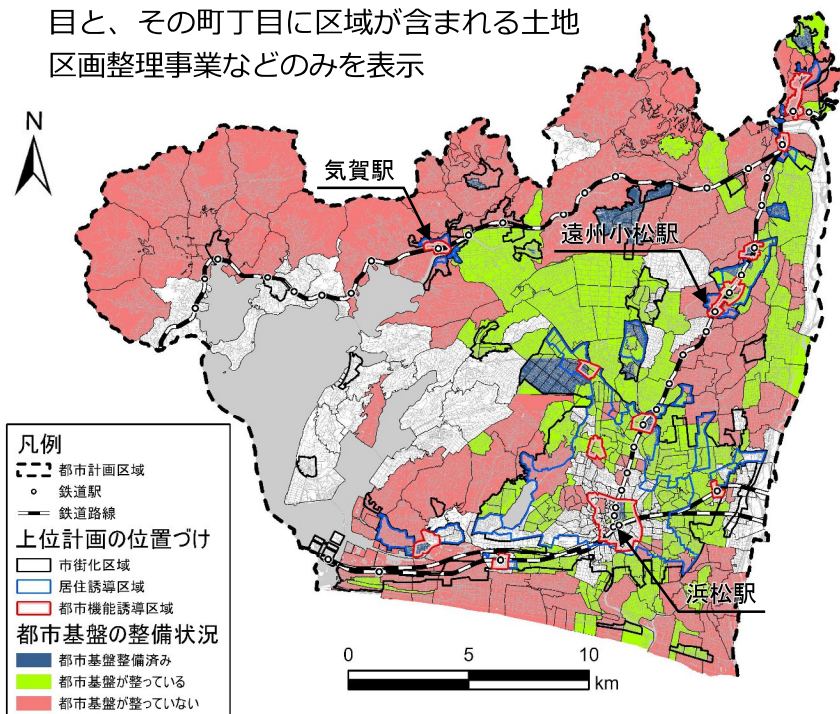 目と、その町丁目に区域が含まれる土地
区画整理事業などのみを表示
N
気賀駅
遠州小松駅
浜松駅
凡例
都市計画区域
鉄道駅
鉄道路線
上位計画の位置づけ
市街化区域
居住誘導区域
都市機能誘導区域
都市基盤の整備状況
都市基盤整備済み
都市基盤が整っている
都市基盤が整っていない
0 5 10
km